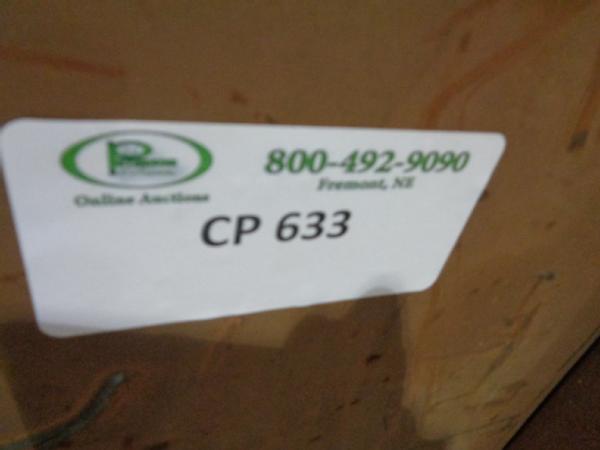 800-492-9090
Fremont, NE
Online Auctions
CP 633